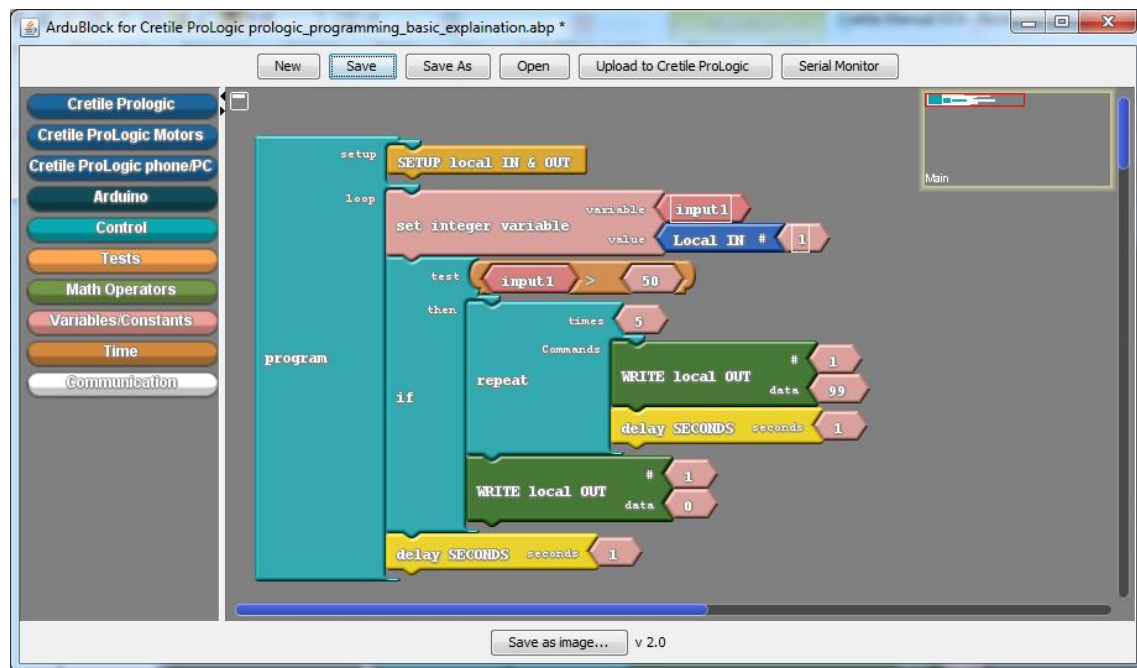 ArduBlock for Cretile ProLogic prologic_programming_basic_explaination.abp *
New Save Save As Open Upload to Cretile ProLogic Serial Monitor
Cretile Prologic
Cretile ProLogic Motors
Cretile ProLogic phone/PC
Arduino
Control
Tests
Math Operators
Variables/Constants
Time
Communication
program
setup
SETUP local IN & OUT
loop
set integer variable
variable input1
value Local IN # 1
if
test input1 > 50
then
repeat
times 5
Commands
WRITE local OUT
# 1
data 99
delay SECONDS seconds 1
WRITE local OUT
# 1
data 0
delay SECONDS seconds 1
Main
Save as image... v 2.0